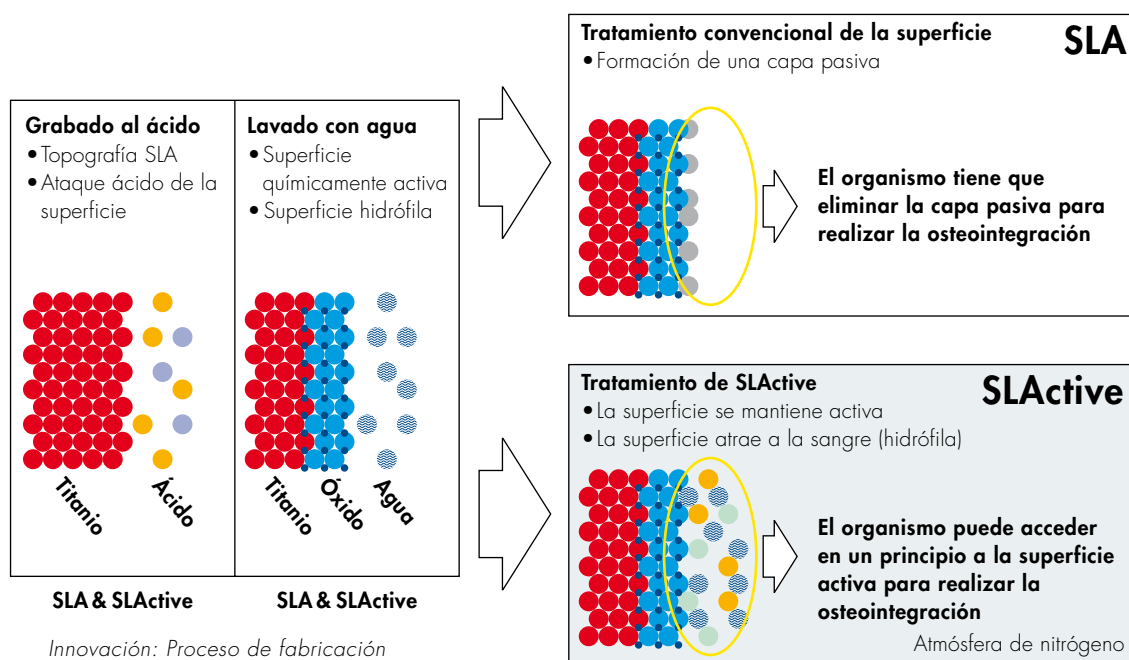 Grabado al ácido
• Topografía SLA
• Ataque ácido de la
superficie
Titanio
Ácido
SLA & SLActive
Lavado con agua
• Superficie
químicamente activa
• Superficie hidrófila
Titanio
Óxido
Agua
SLA & SLActive
Innovación: Proceso de fabricación
Tratamiento convencional de la superficie
SLA
• Formación de una capa pasiva
El organismo tiene que
eliminar la capa pasiva para
realizar la osteointegración
Tratamiento de SLActive
SLActive
• La superficie se mantiene activa
• La superficie atrae a la sangre (hidrófila)
El organismo puede acceder
en un principio a la superficie
activa para realizar la
osteointegración
Atmósfera de nitrógeno